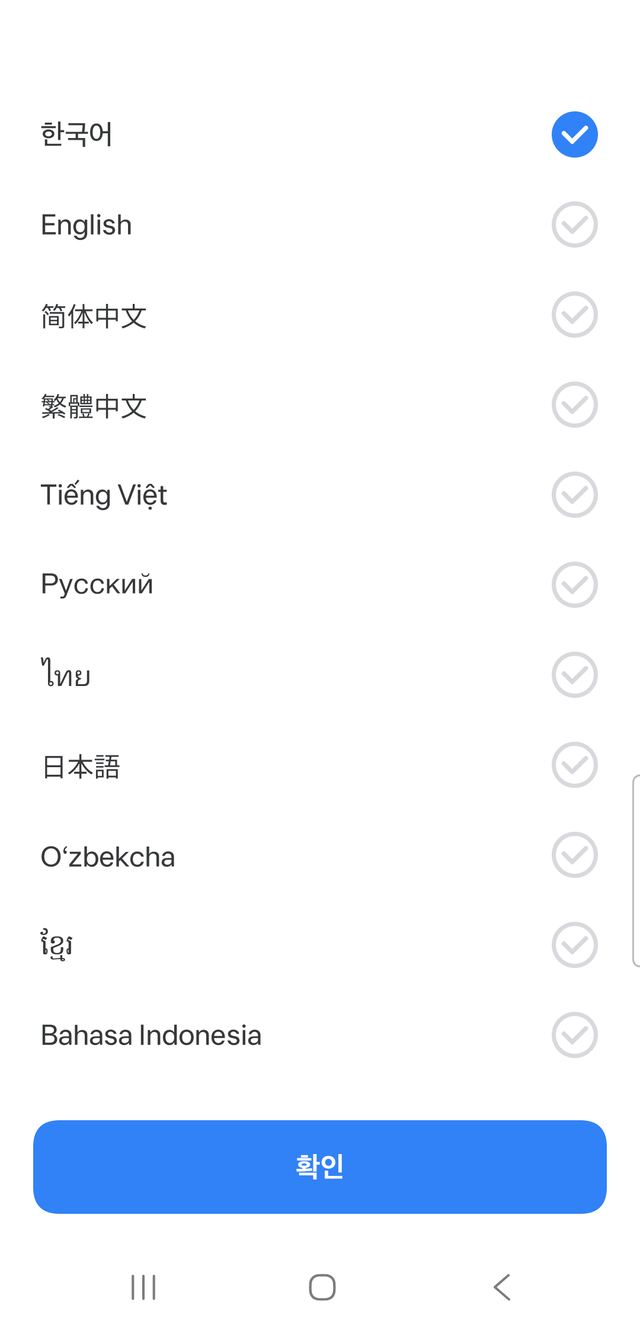 한국어
English
简体中文
繁體中文
Tiếng Việt
Русский
ไทย
日本語
Oʻzbekcha
ខ្មែរ
Bahasa Indonesia
확인